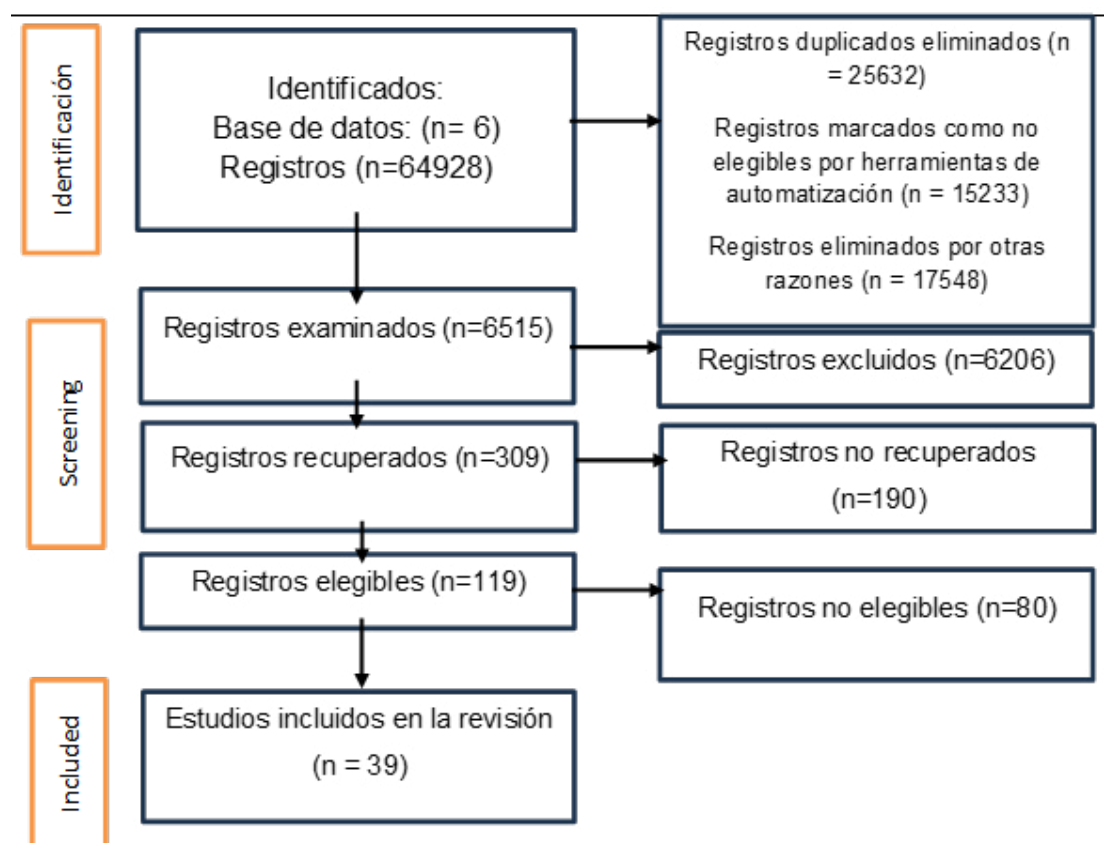 Identificación
Identificados:
Base de datos: (n= 6)
Registros (n=64928)
Registros duplicados eliminados (n
= 25632)
Registros marcados como no
elegibles por herramientas de
automatización (n = 15233)
Registros eliminados por otras
razones (n = 17548)
Screening
Registros examinados (n=6515)
Registros excluidos (n=6206)
Registros recuperados (n=309)
Registros no recuperados
(n=190)
Registros elegibles (n=119)
Registros no elegibles (n=80)
Included
Estudios incluidos en la revisión
(n = 39)